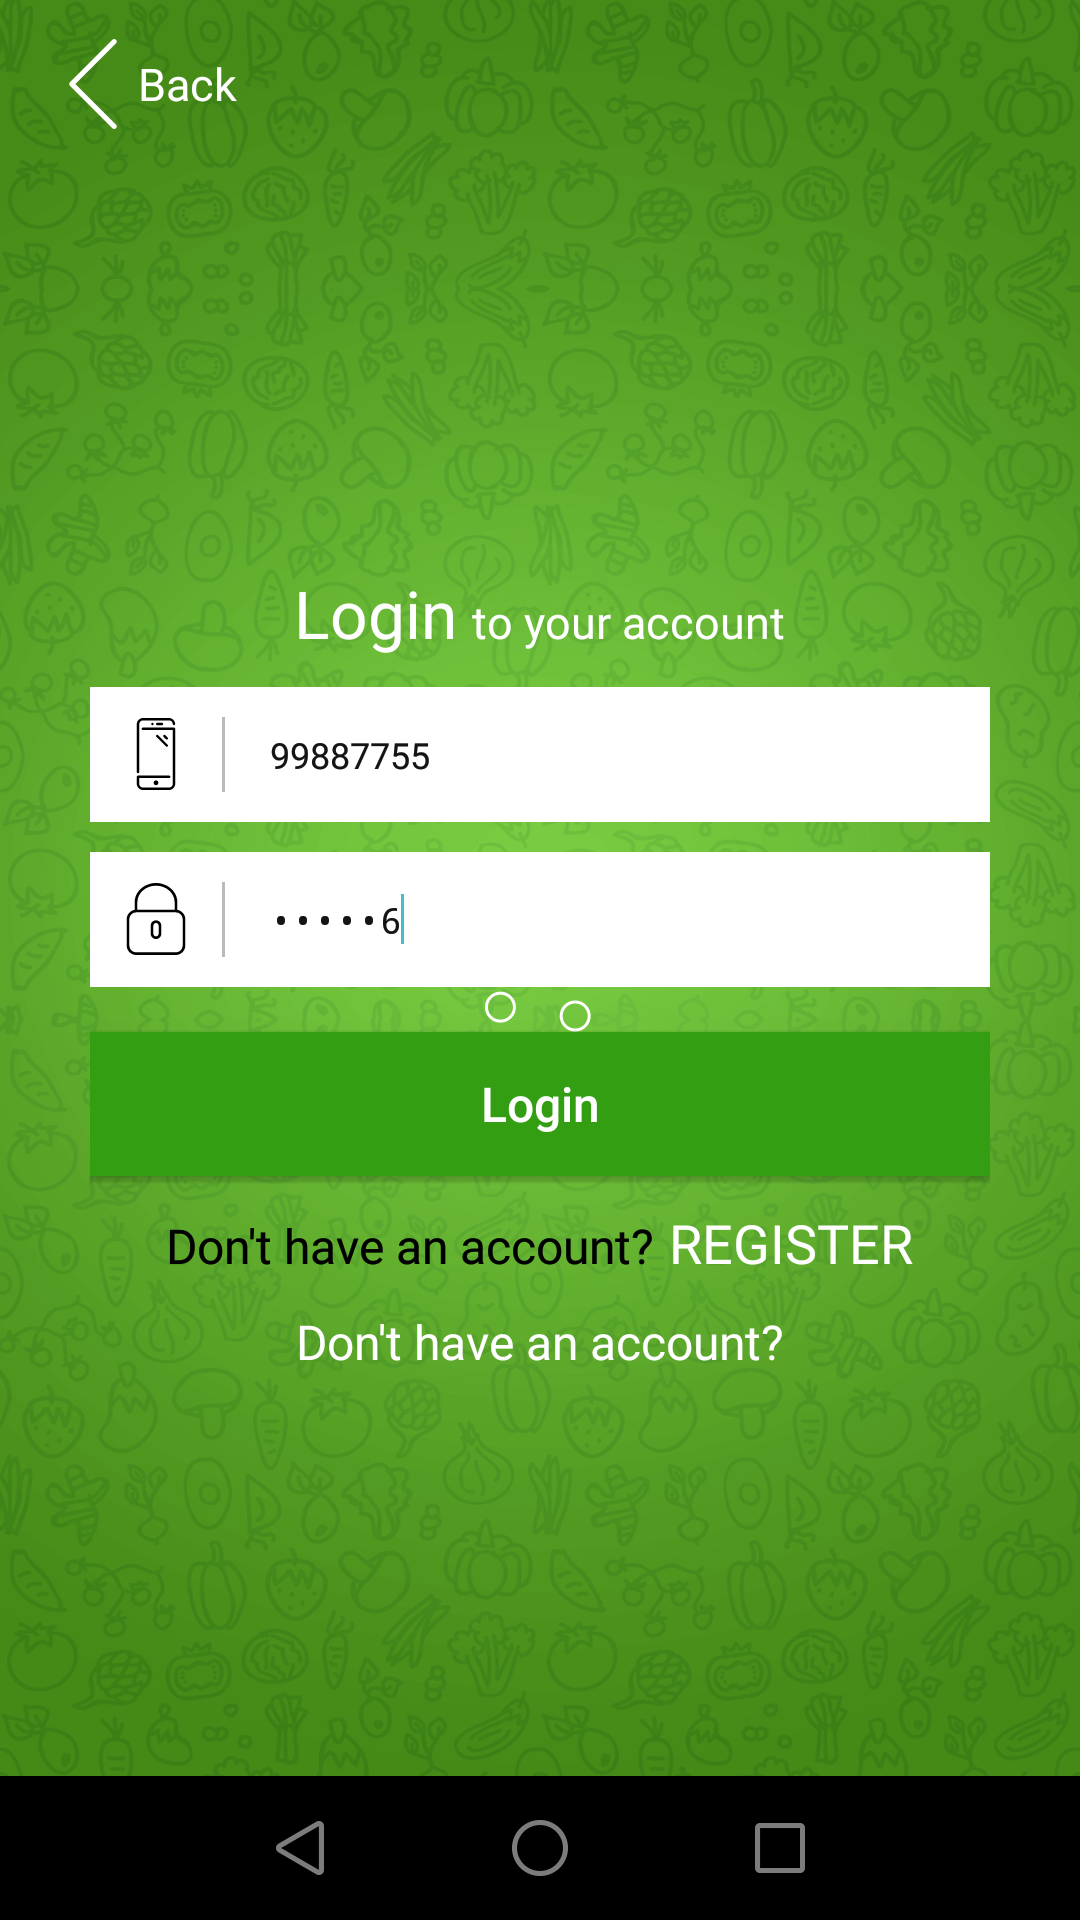 Back
Login to your account
99887755
•••••6
Login
Don't have an account? REGISTER
Don't have an account?